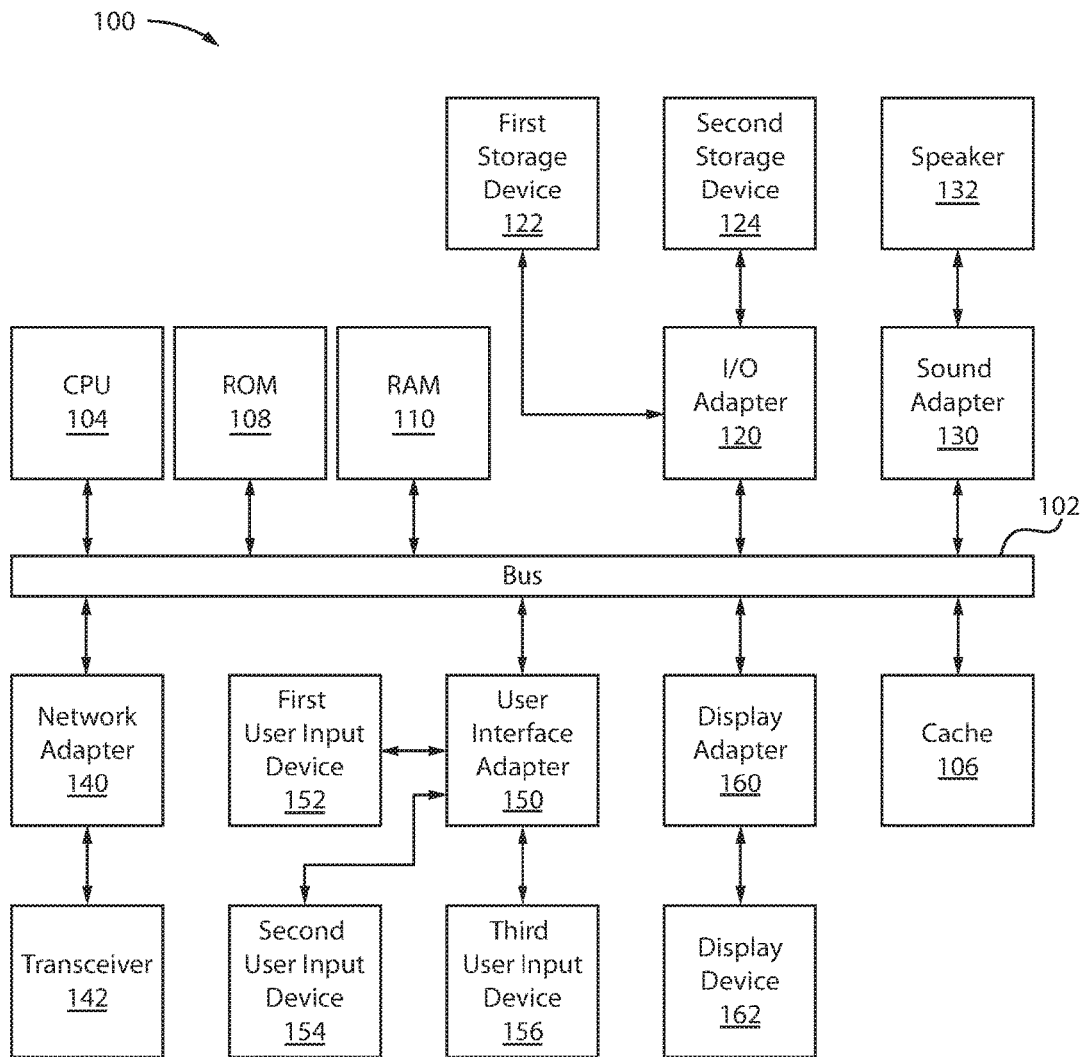 100
First
Storage
Device
122
Second
Storage
Device
124
Speaker
132
CPU
104
ROM
108
RAM
110
I/O
Adapter
120
Sound
Adapter
130
102
Bus
Network
Adapter
140
First
User Input
Device
152
User
Interface
Adapter
150
Display
Adapter
160
Cache
106
Transceiver
142
Second
User Input
Device
154
Third
User Input
Device
156
Display
Device
162